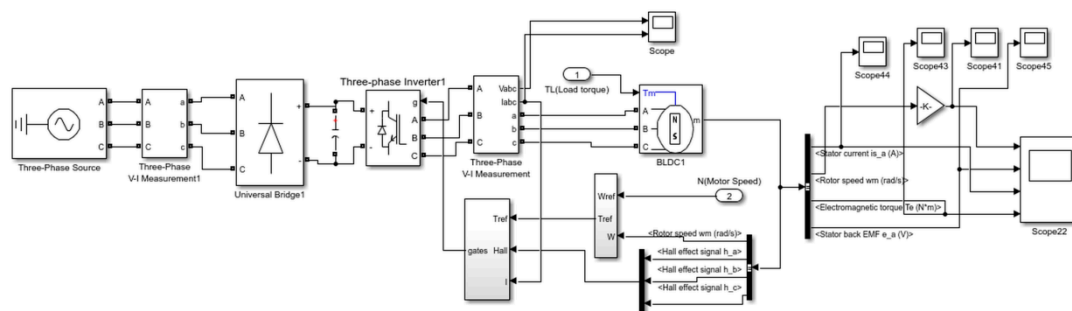 Scope
Scope44
Scope43
Scope41
Scope45
Three-phase Inverter1
1
TL(Load torque)
A
B
C
Three-Phase Source
A
B
C
a
b
c
Three-Phase
V-I Measurement1
A
B
C
+
-
Universal Bridge1
+
-
g
A
B
C
A
B
C
Vabc
Iabc
a
b
c
Three-Phase
V-I Measurement
Tm
A
B
C
N
S
m
BLDC1
-K-
<Stator current is_a (A)>
<Rotor speed wm (rad/s)>
<Electromagnetic torque Te (N*m)>
<Stator back EMF e_a (V)>
Scope22
N(Motor Speed)
2
Wref
Tref
W
Tref
Hall
I
gates
<Rotor speed wm (rad/s)>
<Hall effect signal h_a>
<Hall effect signal h_b>
<Hall effect signal h_c>